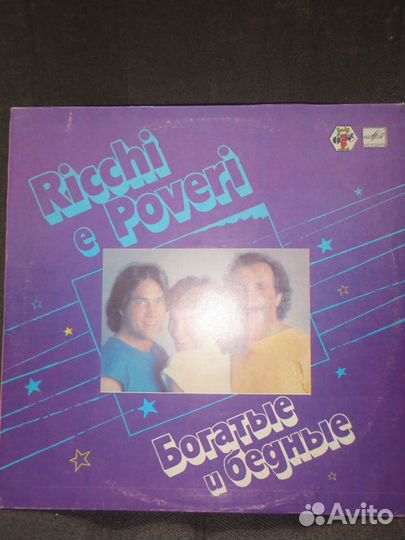 Ricchi
e Poveri
Богатые
и бедные
Avito